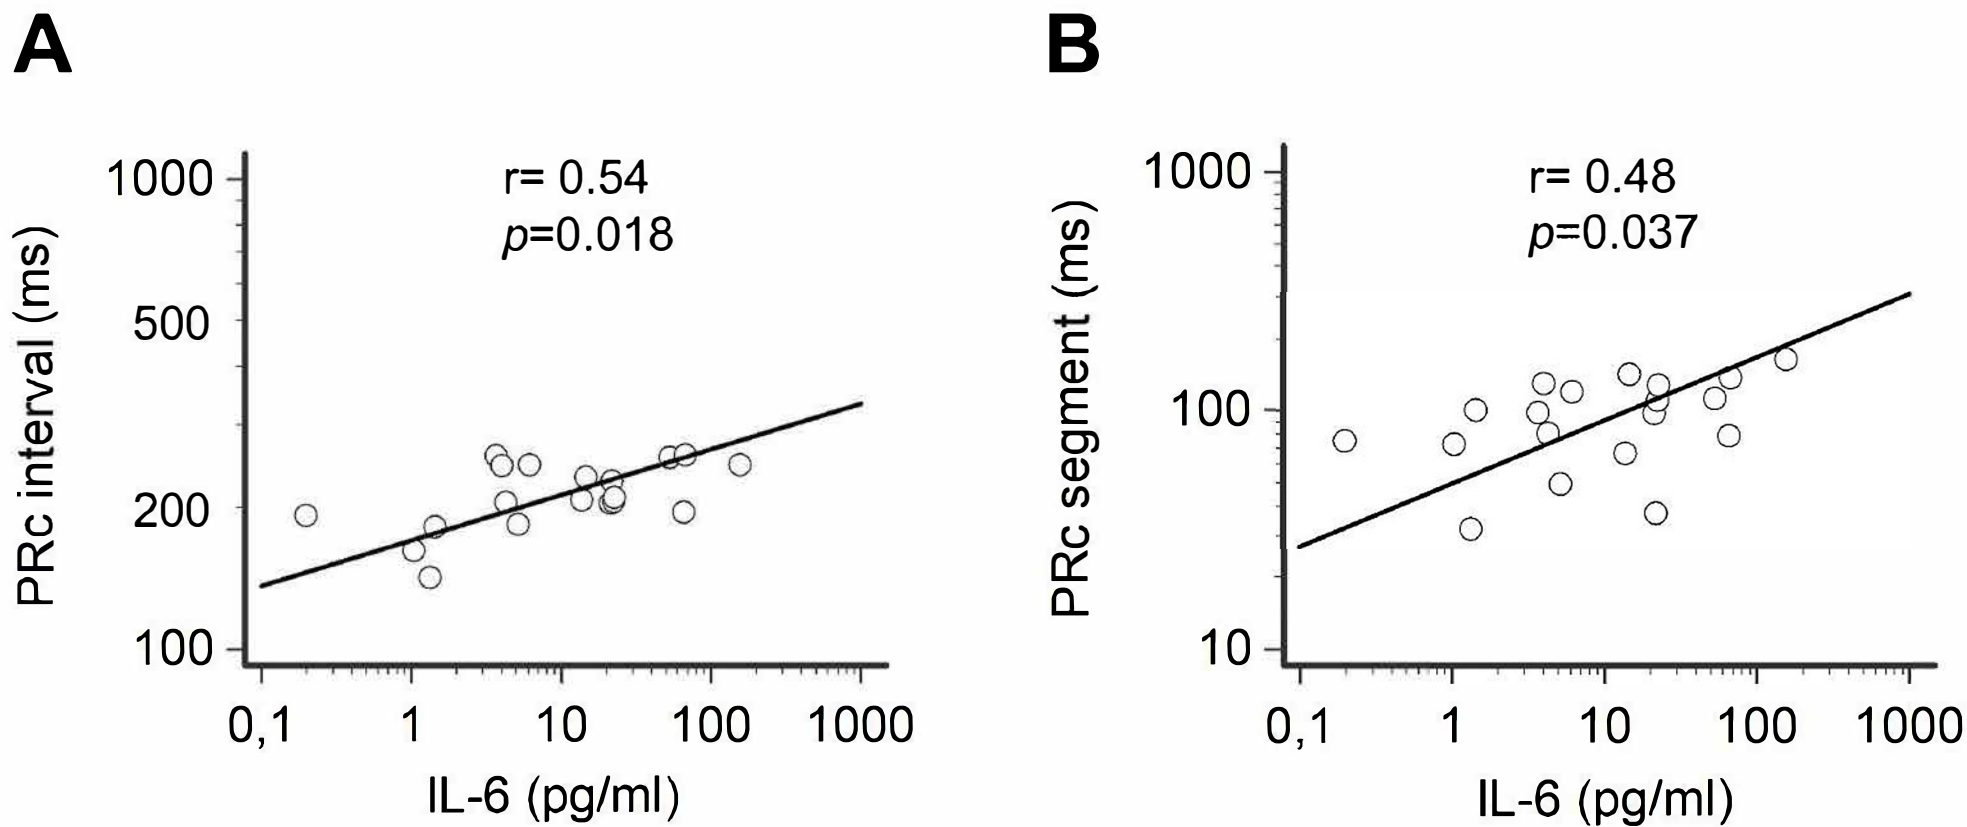 A
r= 0.54
p=0.018
1000
500
200
100
PRc interval (ms)
0,1 1 10 100 1000
IL-6 (pg/ml)
B
r= 0.48
p=0.037
1000
100
10
PRc segment (ms)
0,1 1 10 100 1000
IL-6 (pg/ml)